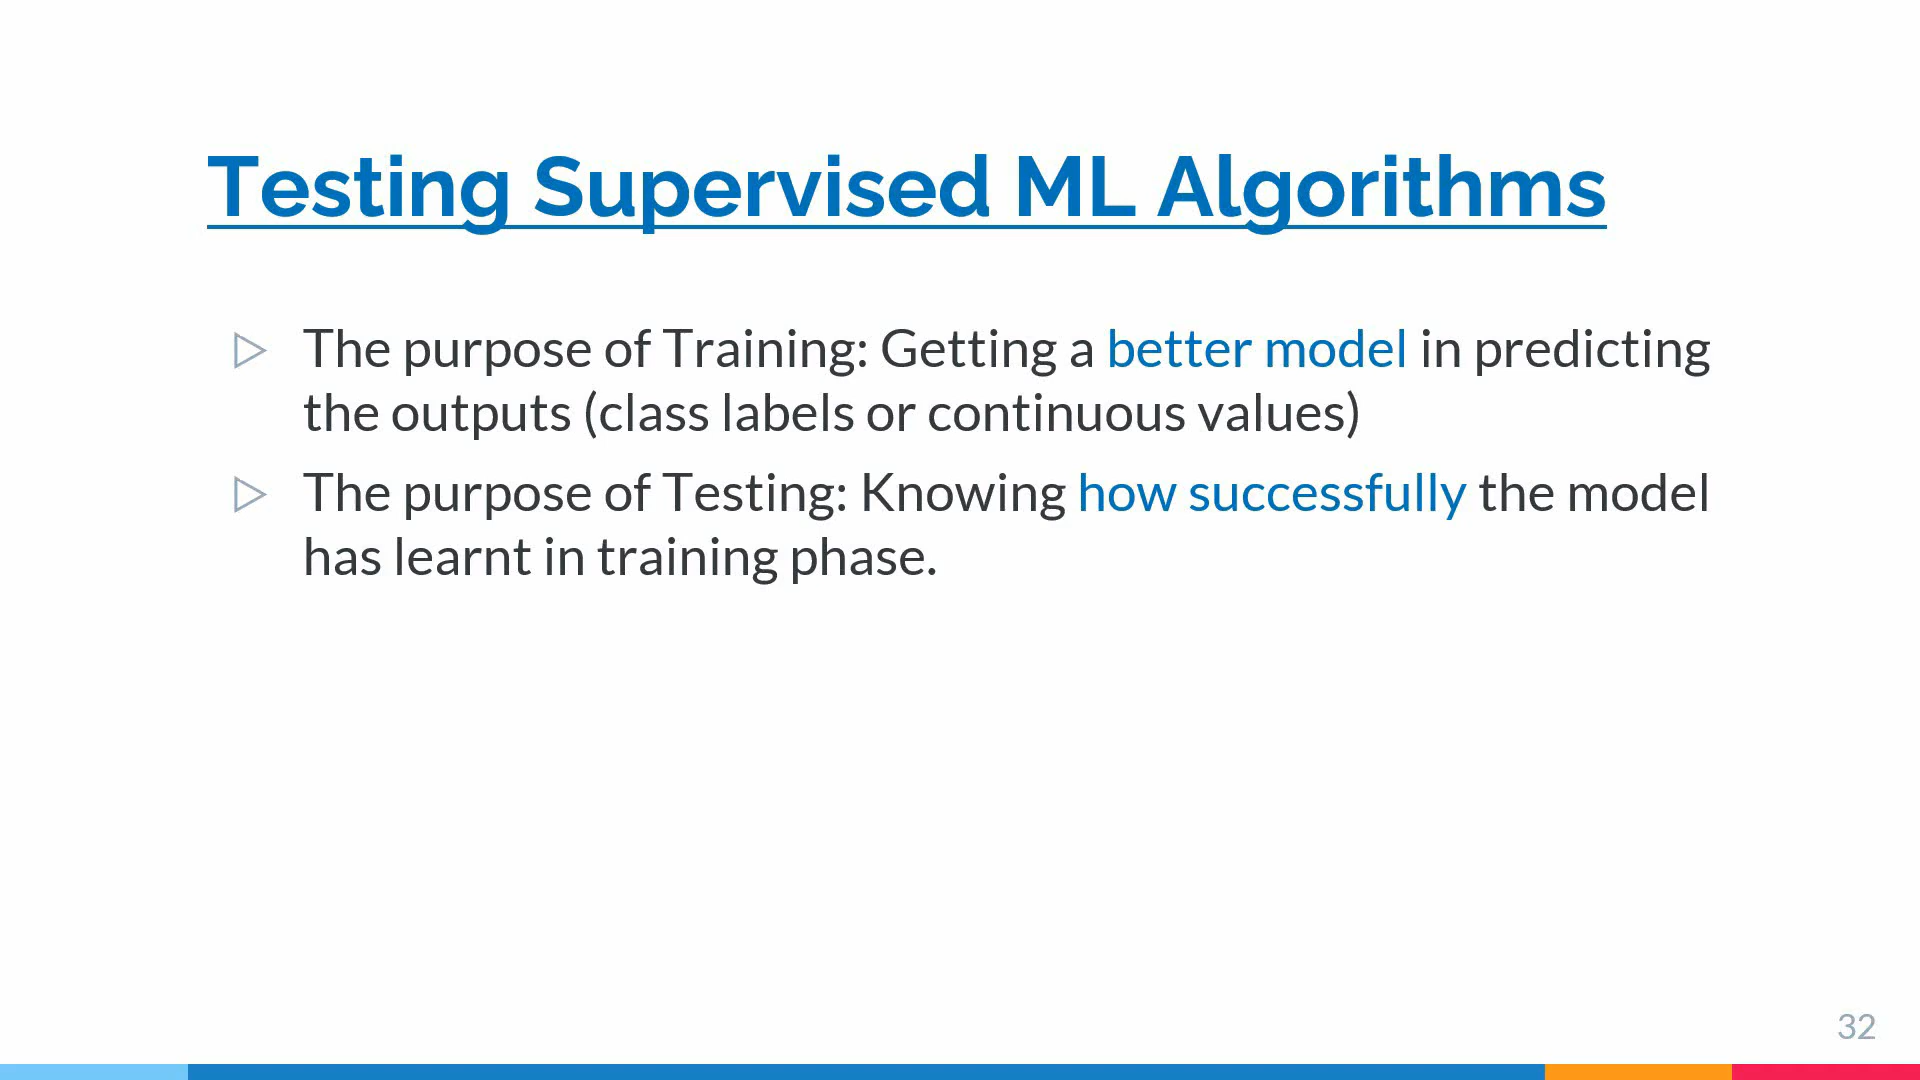 Testing Supervised ML Algorithms
The purpose of Training: Getting a better model in predicting
the outputs (class labels or continuous values)
The purpose of Testing: Knowing how successfully the model
has learnt in training phase.
32